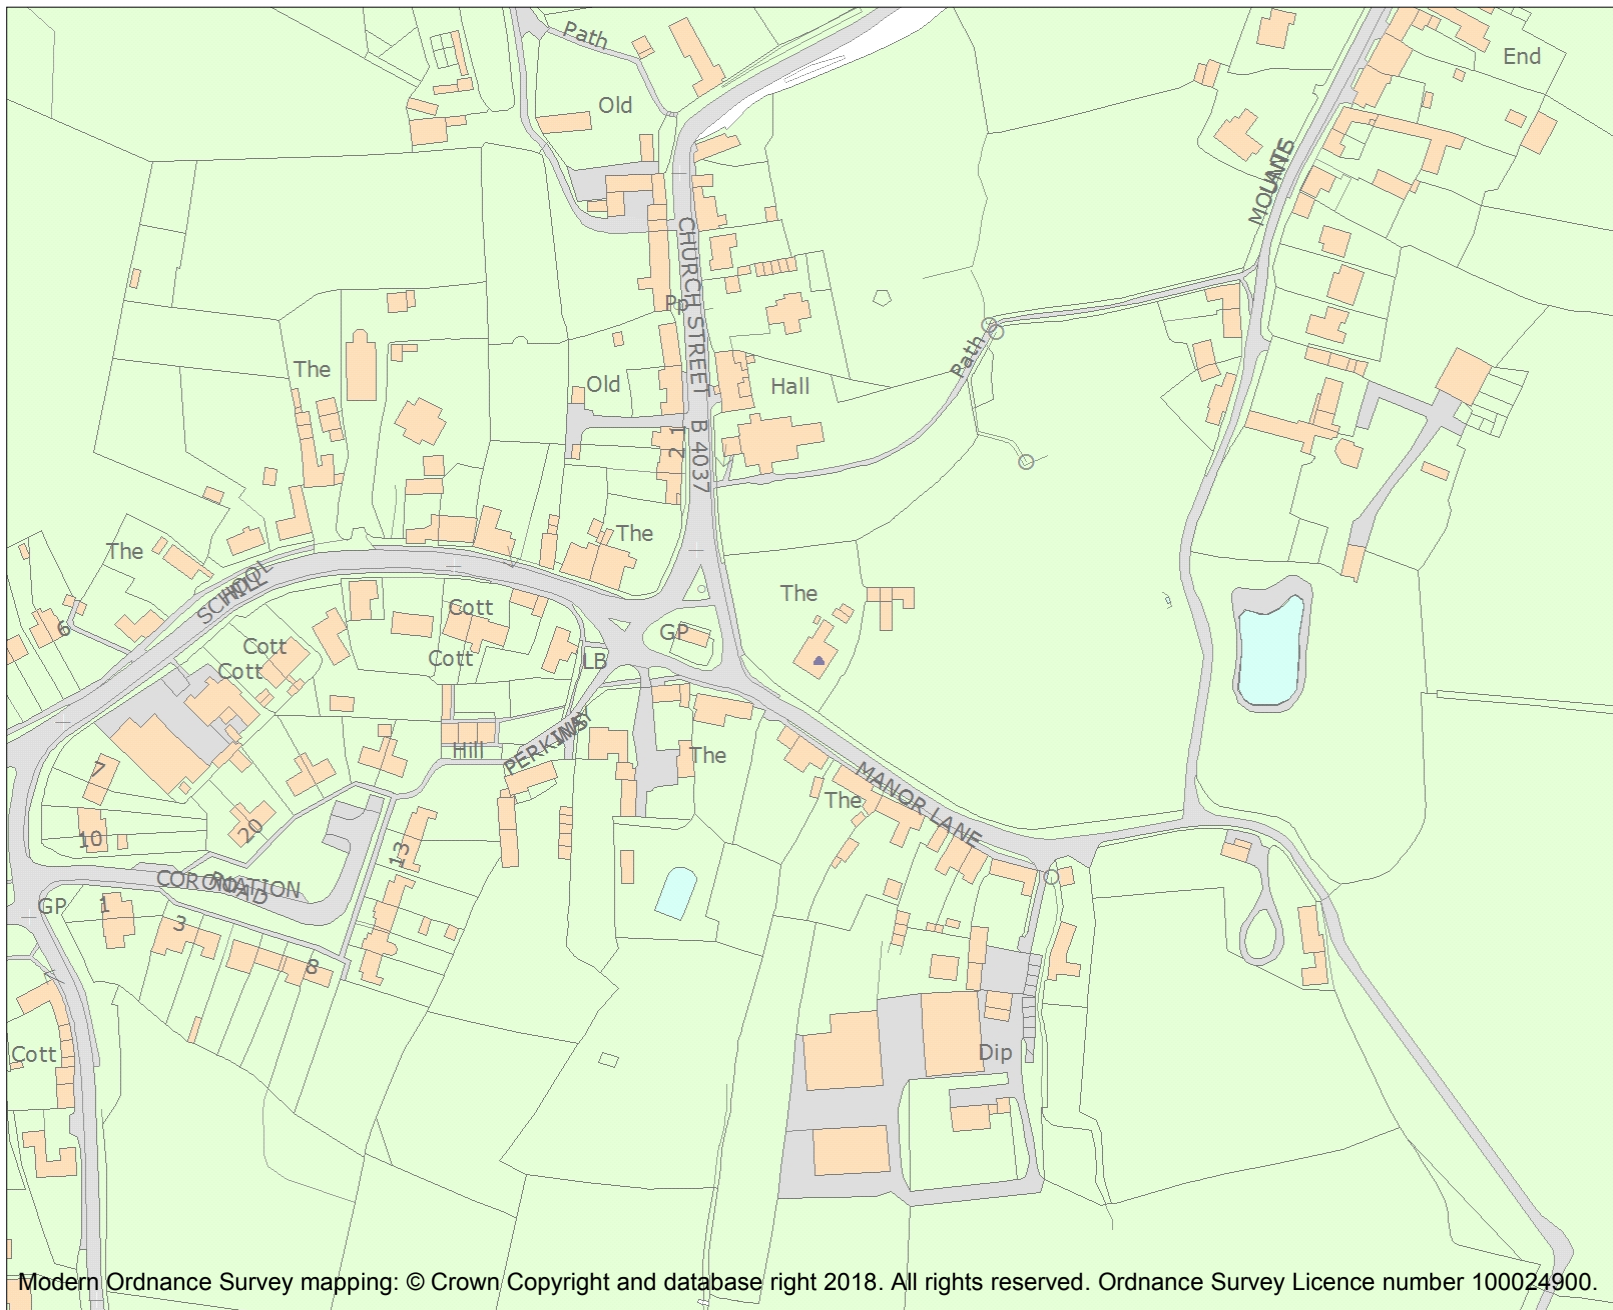 Path
Old
End
MOUNTS
LANE
CHURCH STREET
B 4037
Pp
The
Old
Hall
Path
1
2
The
The
The
SCHOOL
HILL
6
Cott
Cott
Cott
Cott
GP
LB
PERKINS
WAY
Hill
The
7
10
20
13
MANOR LANE
The
CORONATION
ROAD
GP
1
3
8
Cott
Dip
Modern Ordnance Survey mapping: © Crown Copyright and database right 2018. All rights reserved. Ordnance Survey Licence number 100024900.